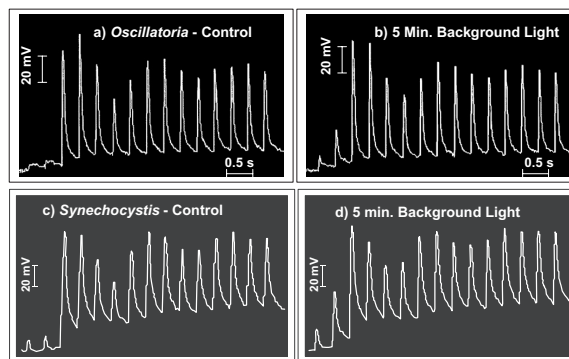 a) Oscillatoria - Control
20 mV
0.5 s
b) 5 Min. Background Light
20 mV
0.5 s
c) Synechocystis - Control
20 mV
d) 5 min. Background Light
20 mV